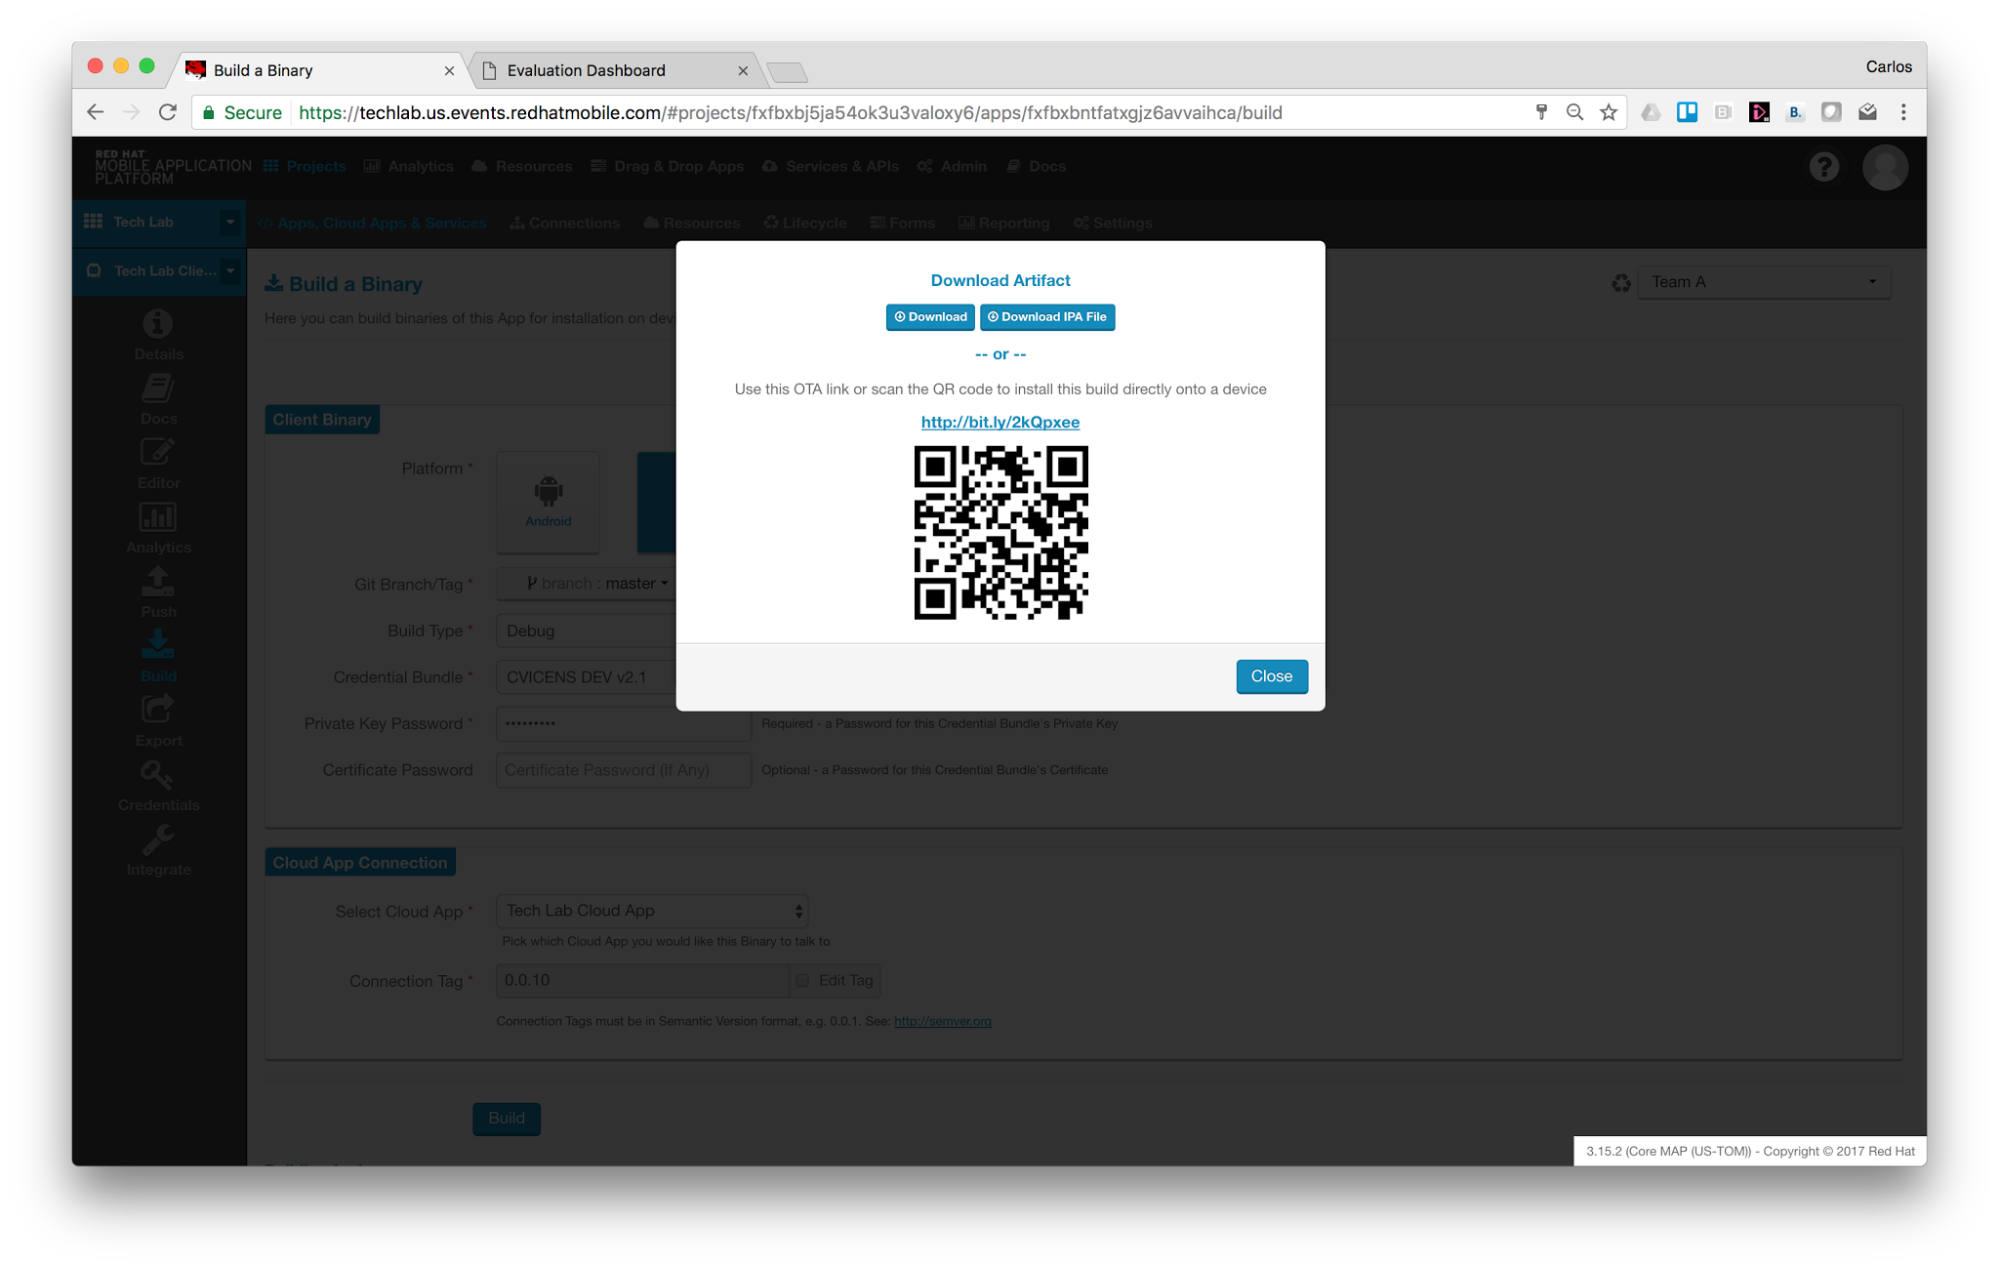 Build a Binary
Evaluation Dashboard
Carlos
Secure https://techlab.us.events.redhatmobile.com/#projects/fxfbxbj5ja54ok3u3valoxy6/apps/fxfbxbntfatxgjz6avvaihca/build
RED HAT
MOBILE APPLICATION
PLATFORM
Projects Analytics Resources Drag & Drop Apps Services & APIs Admin Docs
Tech Lab
Apps, Cloud Apps & Services Connections Resources Lifecycle Forms Reporting Settings
Tech Lab Clie...
Details
Docs
Editor
Analytics
Push
Build
Export
Credentials
Integrate
Build a Binary
Team A
Here you can build binaries of this App for installation on
Download Artifact
Download Download IPA File
-- or --
Use this OTA link or scan the QR code to install this build directly onto a device
http://bit.ly/2kQpxee
Close
Client Binary
Platform *
Android
Git Branch/Tag * branch : master
Build Type * Debug
Credential Bundle * CVICENS DEV v2.1
Private Key Password * ••••••••• Required - a Password for this Credential Bundle's Private Key
Certificate Password Certificate Password (If Any) Optional - a Password for this Credential Bundle's Certificate
Cloud App Connection
Select Cloud App * Tech Lab Cloud App
Pick which Cloud App you would like this Binary to talk to
Connection Tag * 0.0.10 Edit Tag
Connection Tags must be in Semantic Version format, e.g. 0.0.1. See: http://semver.org
Build
3.15.2 (Core MAP (US-TOM)) - Copyright © 2017 Red Hat